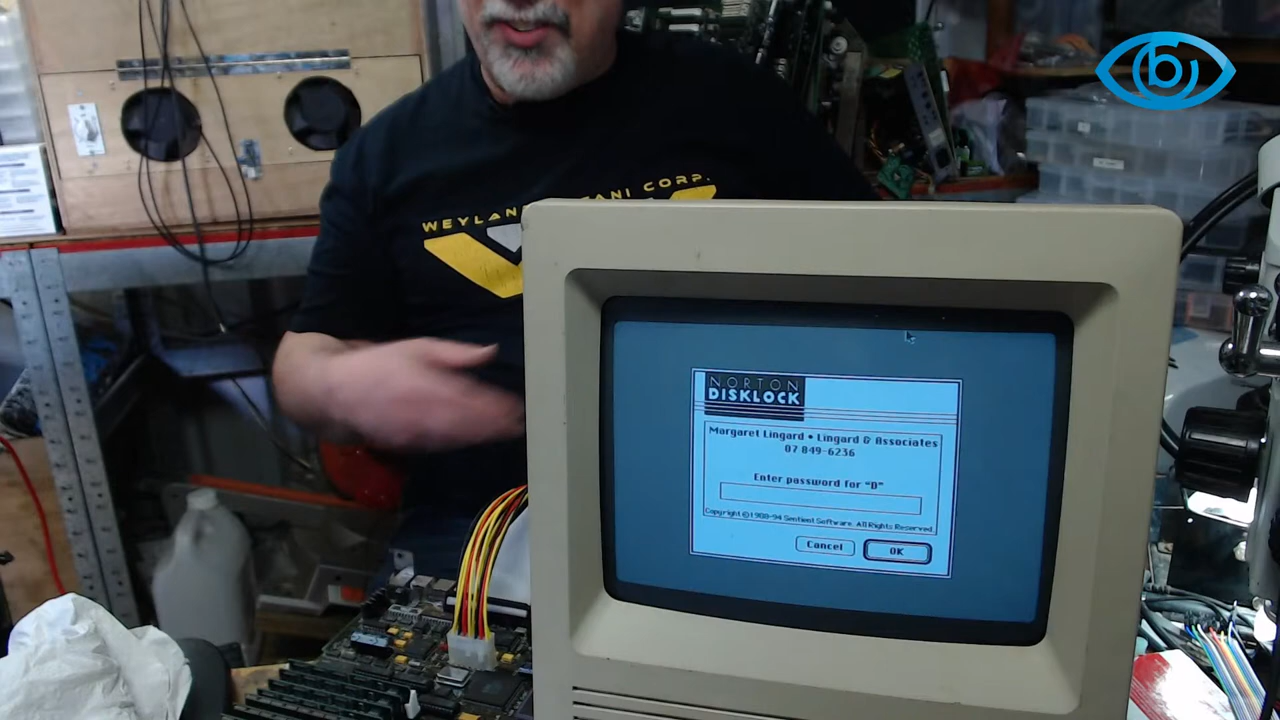 WEYLAN TANI CORP.
NORTON
DISKLOCK
Margaret Lingard • Lingard & Associates
07 849-6236
Enter password for "D"
Copyright ©1988-94 Sentient Software. All Rights Reserved.
Cancel
OK
b